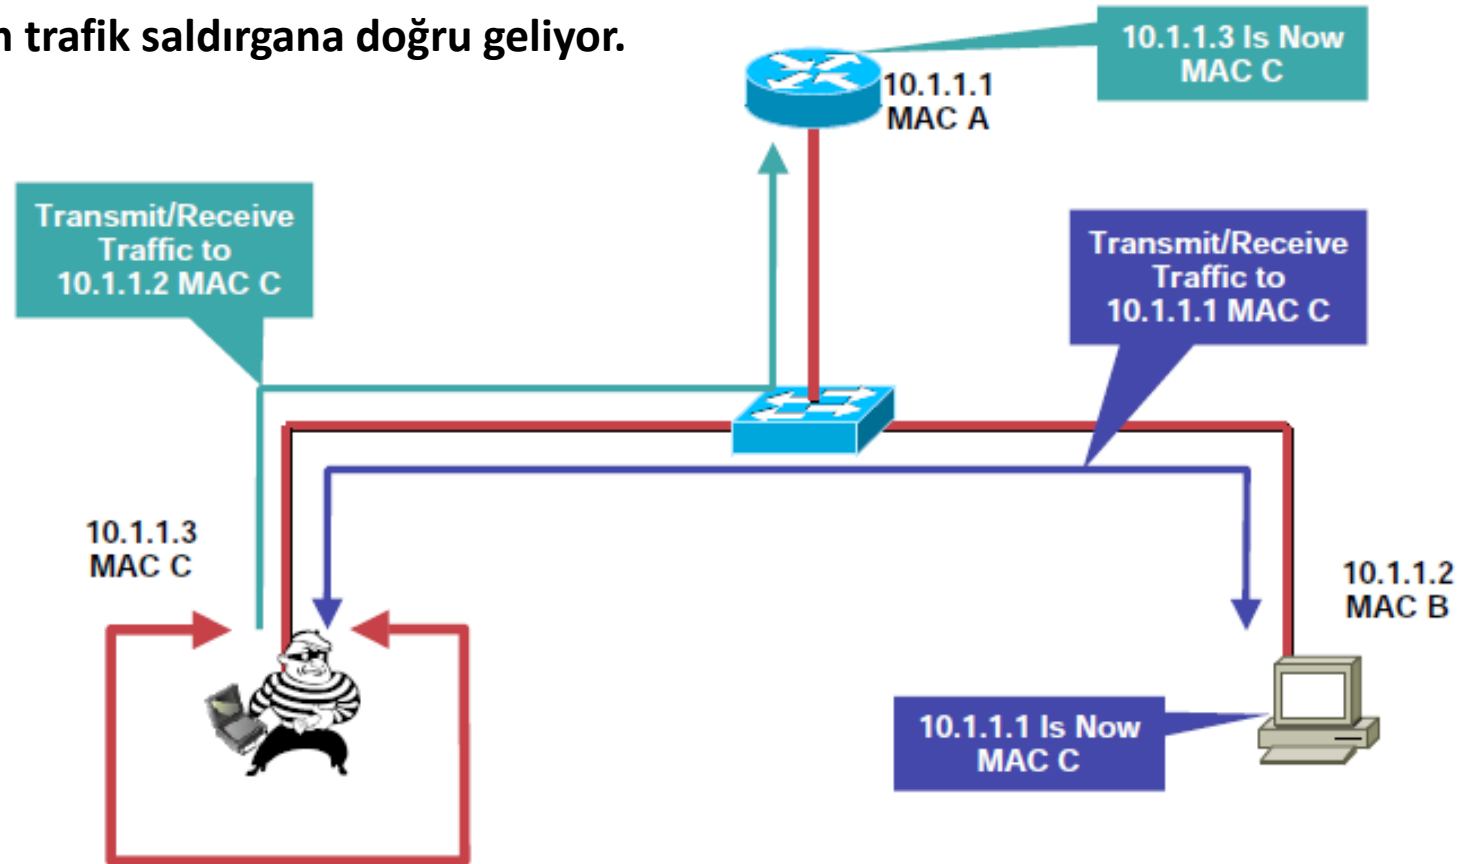 trafik saldırgana doğru geliyor.
10.1.1.3 Is Now
MAC C
10.1.1.1
MAC A
Transmit/Receive
Traffic to
10.1.1.2 MAC C
Transmit/Receive
Traffic to
10.1.1.1 MAC C
10.1.1.3
MAC C
10.1.1.2
MAC B
10.1.1.1 Is Now
MAC C